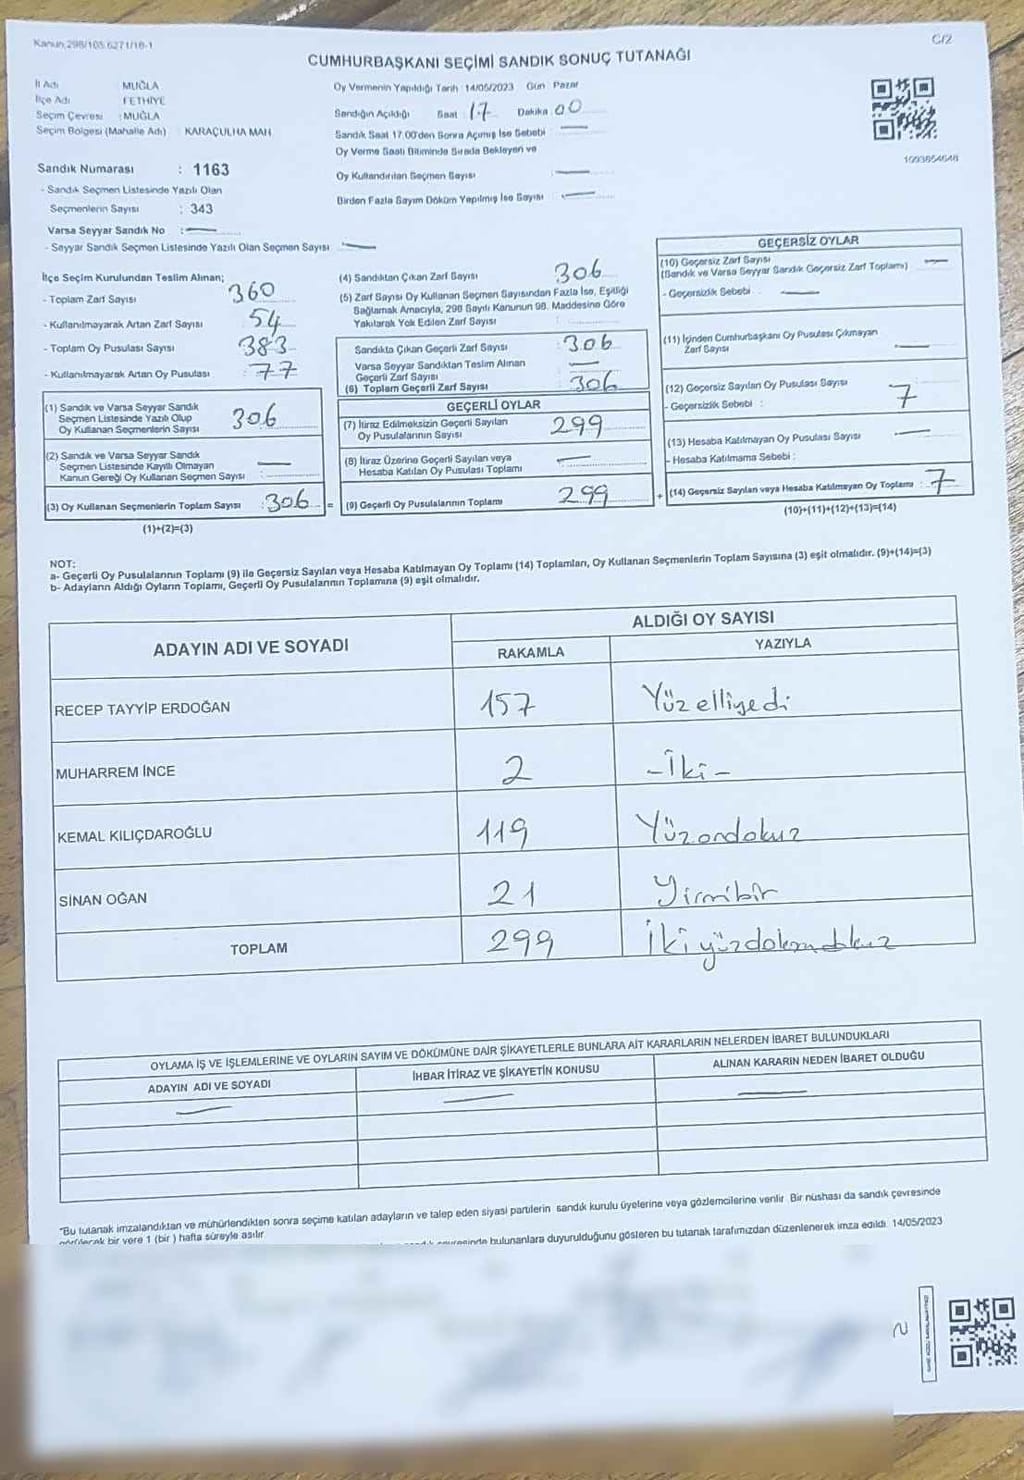 Kanun:298/105,6271/18-1
C/2
CUMHURBAŞKANI SEÇİMİ SANDIK SONUÇ TUTANAĞI
İl Adı : MUĞLA
İlçe Adı : FETHİYE
Seçim Çevresi : MUĞLA
Seçim Bölgesi (Mahalle Adı) : KARAÇULHA MAH
Sandık Numarası : 1163
- Sandık Seçmen Listesinde Yazılı Olan
Seçmenlerin Sayısı : 343
Varsa Seyyar Sandık No :
- Seyyar Sandık Seçmen Listesinde Yazılı Olan Seçmen Sayısı
Oy Vermenin Yapıldığı Tarih :14/05/2023 Gün Pazar
Sandığın Açıldığı Saat :17 Dakika 00
Sandık Saat 17:00'den Sonra Açılmış İse Sebebi
Oy Verme Saati Bitiminde Sırada Bekleyen ve
Oy Kullandırılan Seçmen Sayısı
Birden Fazla Sayım Döküm Yapılmış İse Sayısı
1093854648
İlçe Seçim Kurulundan Teslim Alınan;
- Toplam Zarf Sayısı 360
- Kullanılmayarak Artan Zarf Sayısı 54
- Toplam Oy Pusulası Sayısı 383
- Kullanılmayarak Artan Oy Pusulası : 77
(1) Sandık ve Varsa Seyyar Sandık
Seçmen Listesinde Yazılı Olup
Oy Kullanan Seçmenlerin Sayısı 306
(2) Sandık ve Varsa Seyyar Sandık
Seçmen Listesinde Kayıtlı Olmayan
Kanun Gereği Oy Kullanan Seçmen Sayısı
(3) Oy Kullanan Seçmenlerin Toplam Sayısı : 306 =
(1)+(2)=(3)
(4) Sandıktan Çıkan Zarf Sayısı 306
(5) Zarf Sayısı Oy Kullanan Seçmen Sayısından Fazla İse, Eşitliği
Sağlamak Amacıyla, 298 Sayılı Kanunun 98. Maddesine Göre
Yakılarak Yok Edilen Zarf Sayısı
Sandıkta Çıkan Geçerli Zarf Sayısı : 306
Varsa Seyyar Sandıktan Teslim Alınan
Geçerli Zarf Sayısı
(6) Toplam Geçerli Zarf Sayısı 306
GEÇERLİ OYLAR
(7) İtiraz Edilmeksizin Geçerli Sayılan
Oy Pusulalarının Sayısı 299
(8) İtiraz Üzerine Geçerli Sayılan veya
Hesaba Katılan Oy Pusulası Toplamı
(9) Geçerli Oy Pusulalarının Toplamı 299 +
GEÇERSİZ OYLAR
(10) Geçersiz Zarf Sayısı
(Sandık ve Varsa Seyyar Sandık Geçersiz Zarf Toplamı)
- Geçersizlik Sebebi :
(11) İçinden Cumhurbaşkanı Oy Pusulası Çıkmayan
Zarf Sayısı
(12) Geçersiz Sayılan Oy Pusulası Sayısı 7
- Geçersizlik Sebebi :
(13) Hesaba Katılmayan Oy Pusulası Sayısı
- Hesaba Katılmama Sebebi :
(14) Geçersiz Sayılan veya Hesaba Katılmayan Oy Toplamı : 7
(10)+(11)+(12)+(13)=(14)
NOT:
a- Geçerli Oy Pusulalarının Toplamı (9) ile Geçersiz Sayılan veya Hesaba Katılmayan Oy Toplamı (14) Toplamları, Oy Kullanan Seçmenlerin Toplam Sayısına (3) eşit olmalıdır. (9)+(14)=(3)
b- Adayların Aldığı Oyların Toplamı, Geçerli Oy Pusulalarının Toplamına (9) eşit olmalıdır.
ADAYIN ADI VE SOYADI
ALDIĞI OY SAYISI
RAKAMLA YAZIYLA
RECEP TAYYİP ERDOĞAN 157 Yüzelliyedi
MUHARREM İNCE 2 -İki-
KEMAL KILIÇDAROĞLU 119 Yüzondokuz
SİNAN OĞAN 21 Yirmibir
TOPLAM 299 İkiyüzdoksandokuz
OYLAMA İŞ VE İŞLEMLERİNE VE OYLARIN SAYIM VE DÖKÜMÜNE DAİR ŞİKAYETLERLE BUNLARA AİT KARARLARIN NELERDEN İBARET BULUNDUKLARI
ADAYIN ADI VE SOYADI İHBAR İTİRAZ VE ŞİKAYETİN KONUSU ALINAN KARARIN NEDEN İBARET OLDUĞU
*Bu tutanak imzalandıktan ve mühürlendikten sonra seçime katılan adayların ve talep eden siyasi partilerin sandık kurulu üyelerine veya gözlemcilerine verilir. Bir nüshası da sandık çevresinde
görülecek bir yere 1 (bir ) hafta süreyle asılır
bulunanlara duyurulduğunu gösteren bu tutanak tarafımızdan düzenlenerek imza edildi. 14/05/2023